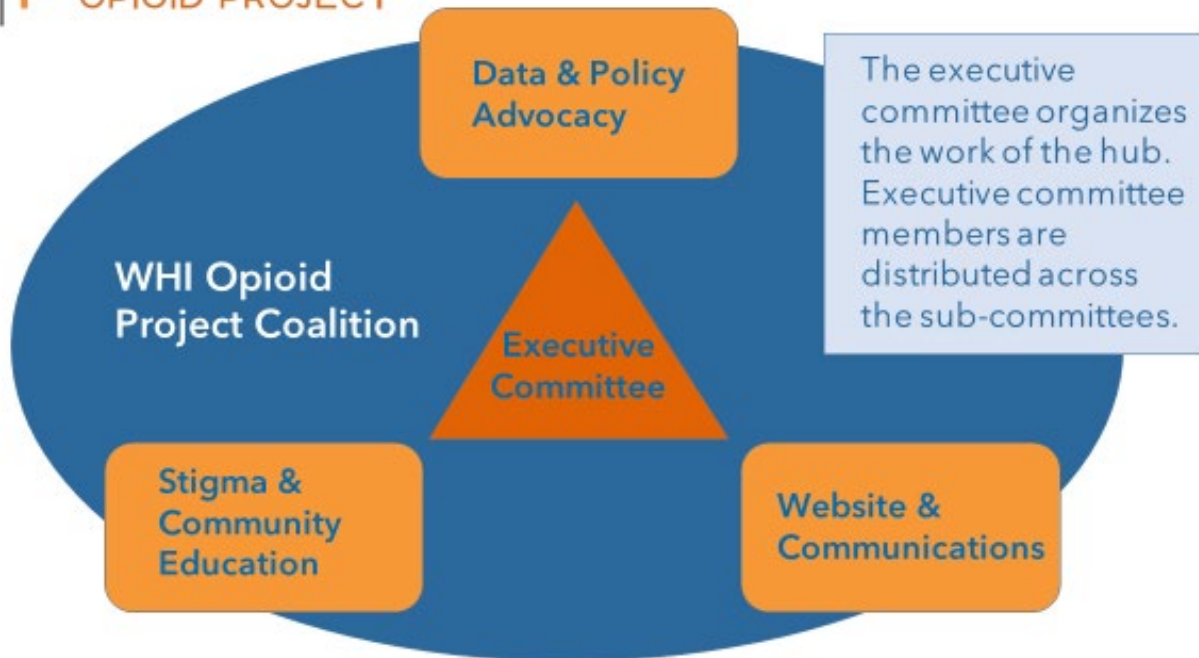 OPIOID PROJECT
Data & Policy
Advocacy
The executive
committee organizes
the work of the hub.
Executive committee
members are
distributed across
the sub-committees.
WHI Opioid
Project Coalition
Executive
Committee
Stigma &
Community
Education
Website &
Communications